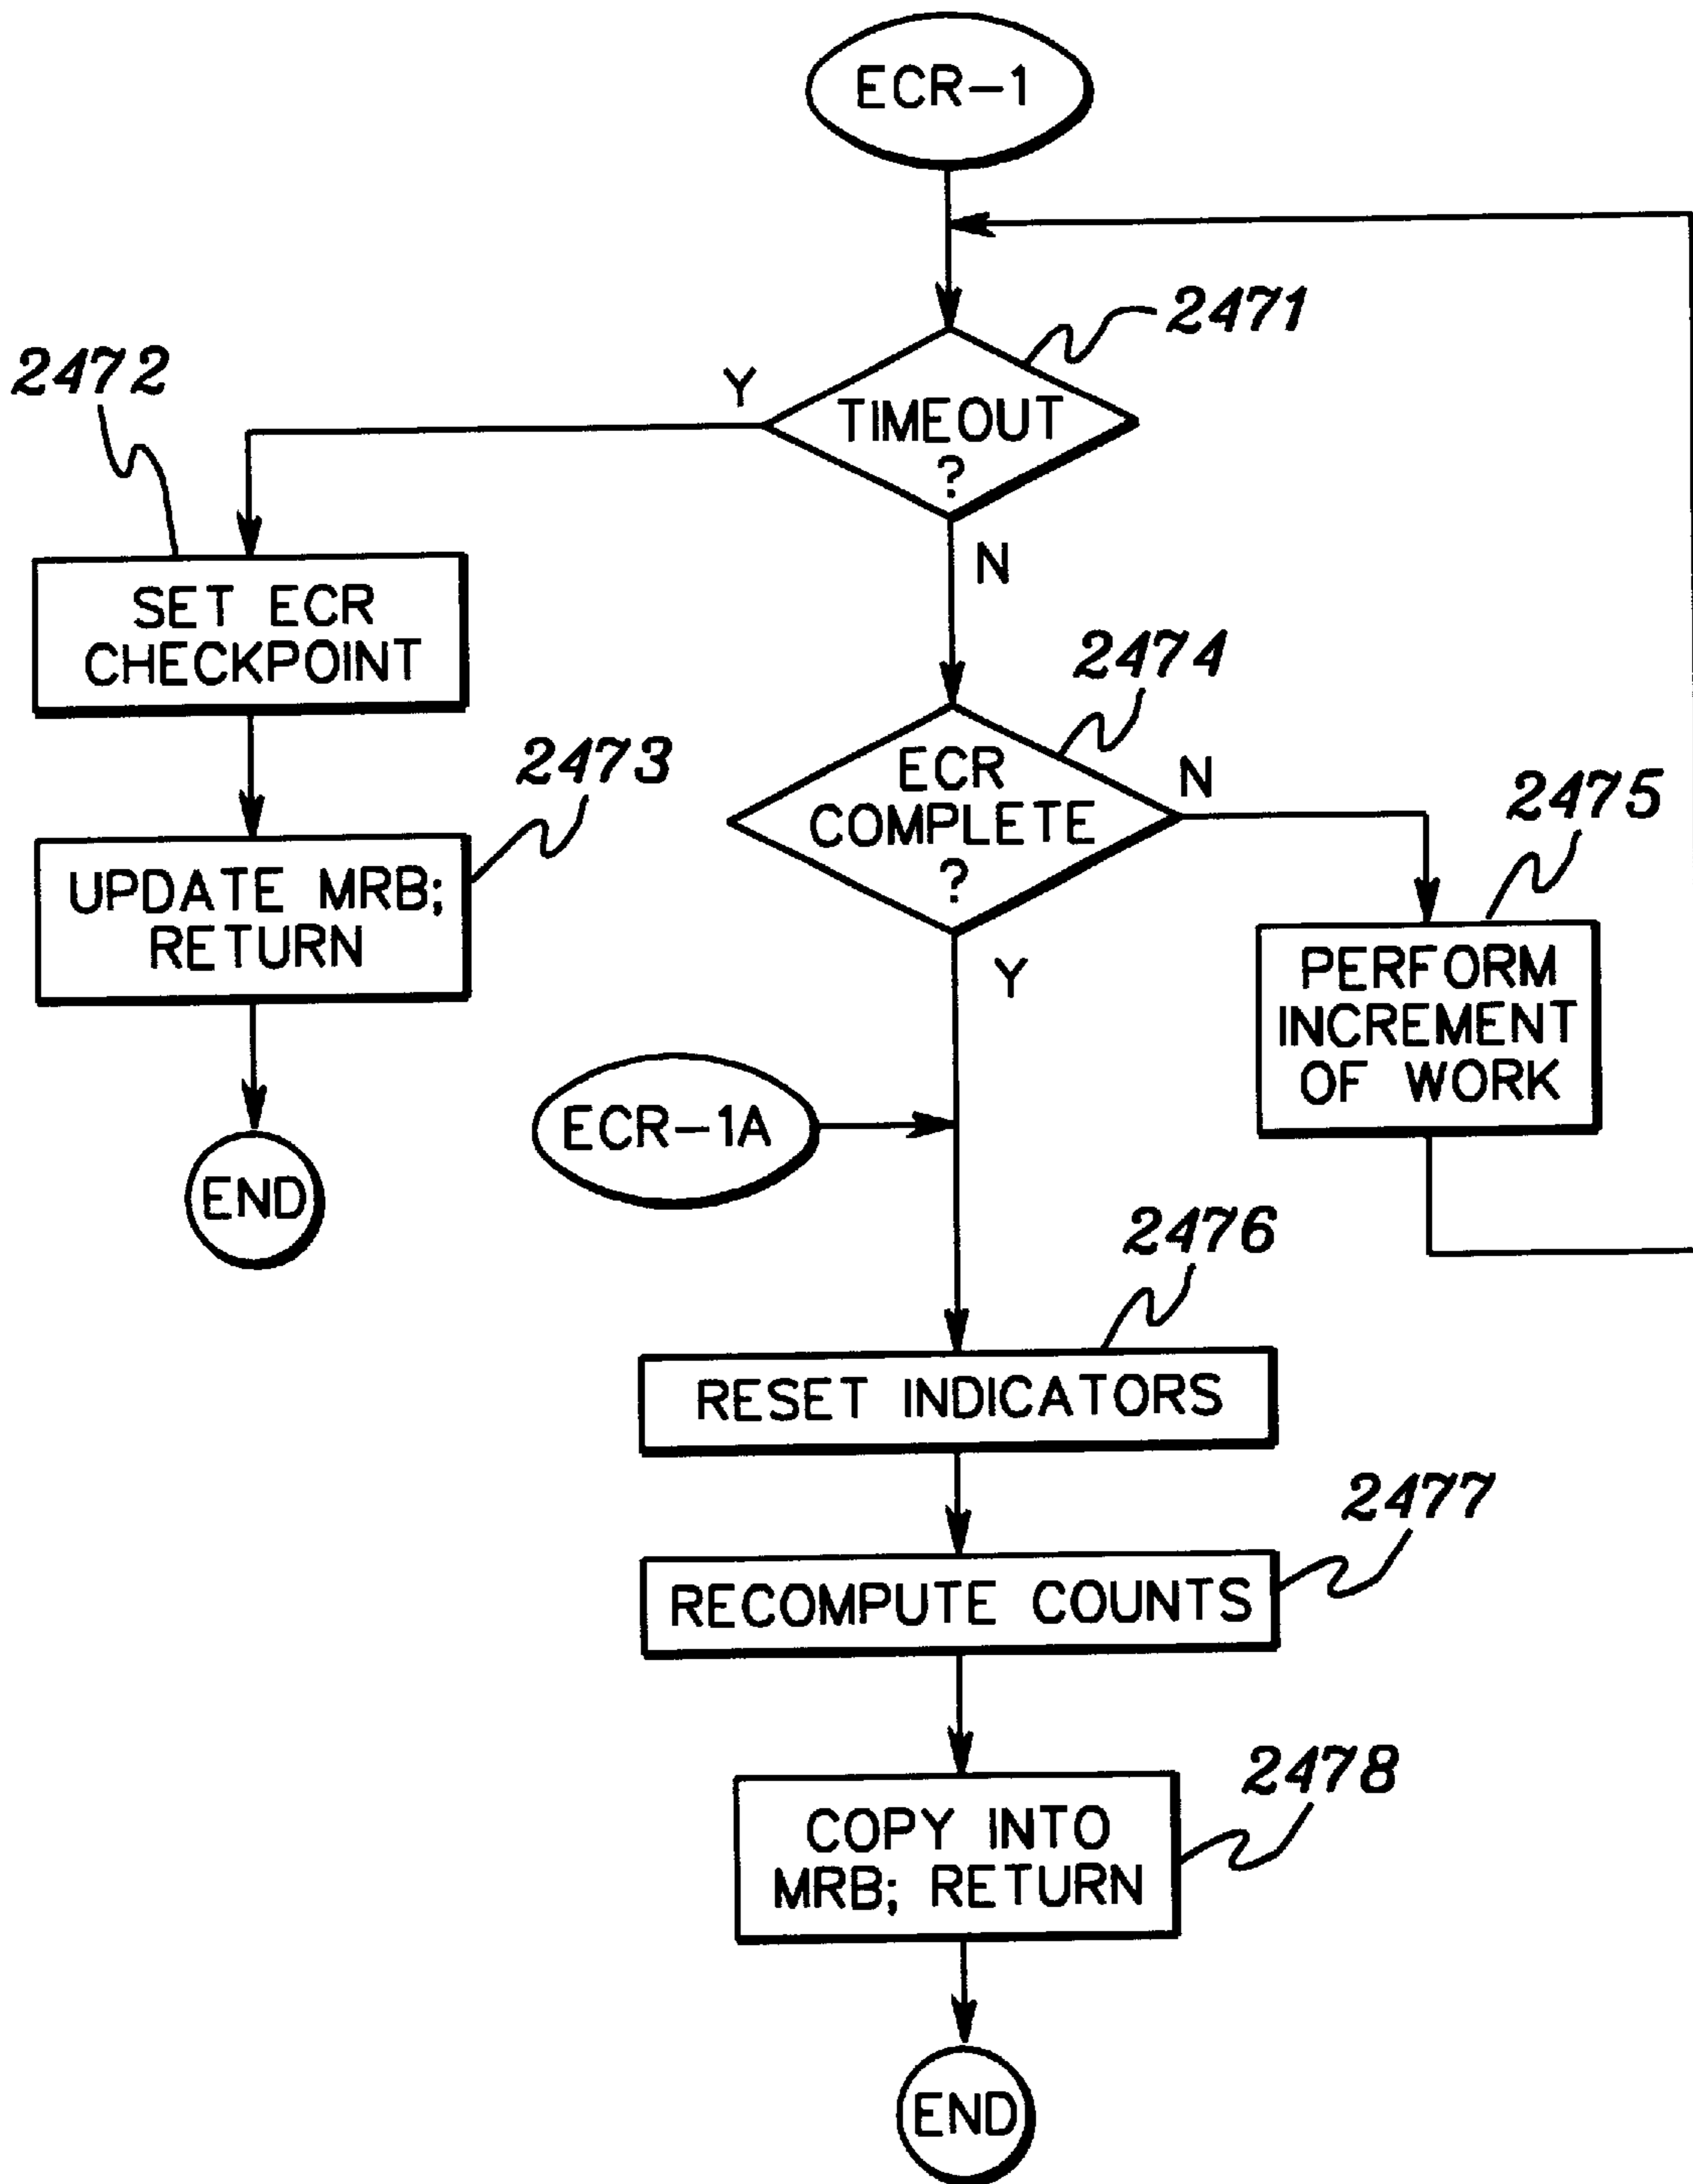 ECR-1
2471
TIMEOUT
?
Y
N
2472
SET ECR
CHECKPOINT
2473
UPDATE MRB;
RETURN
END
2474
ECR
COMPLETE
?
N
Y
2475
PERFORM
INCREMENT
OF WORK
ECR-1A
2476
RESET INDICATORS
2477
RECOMPUTE COUNTS
2478
COPY INTO
MRB; RETURN
END